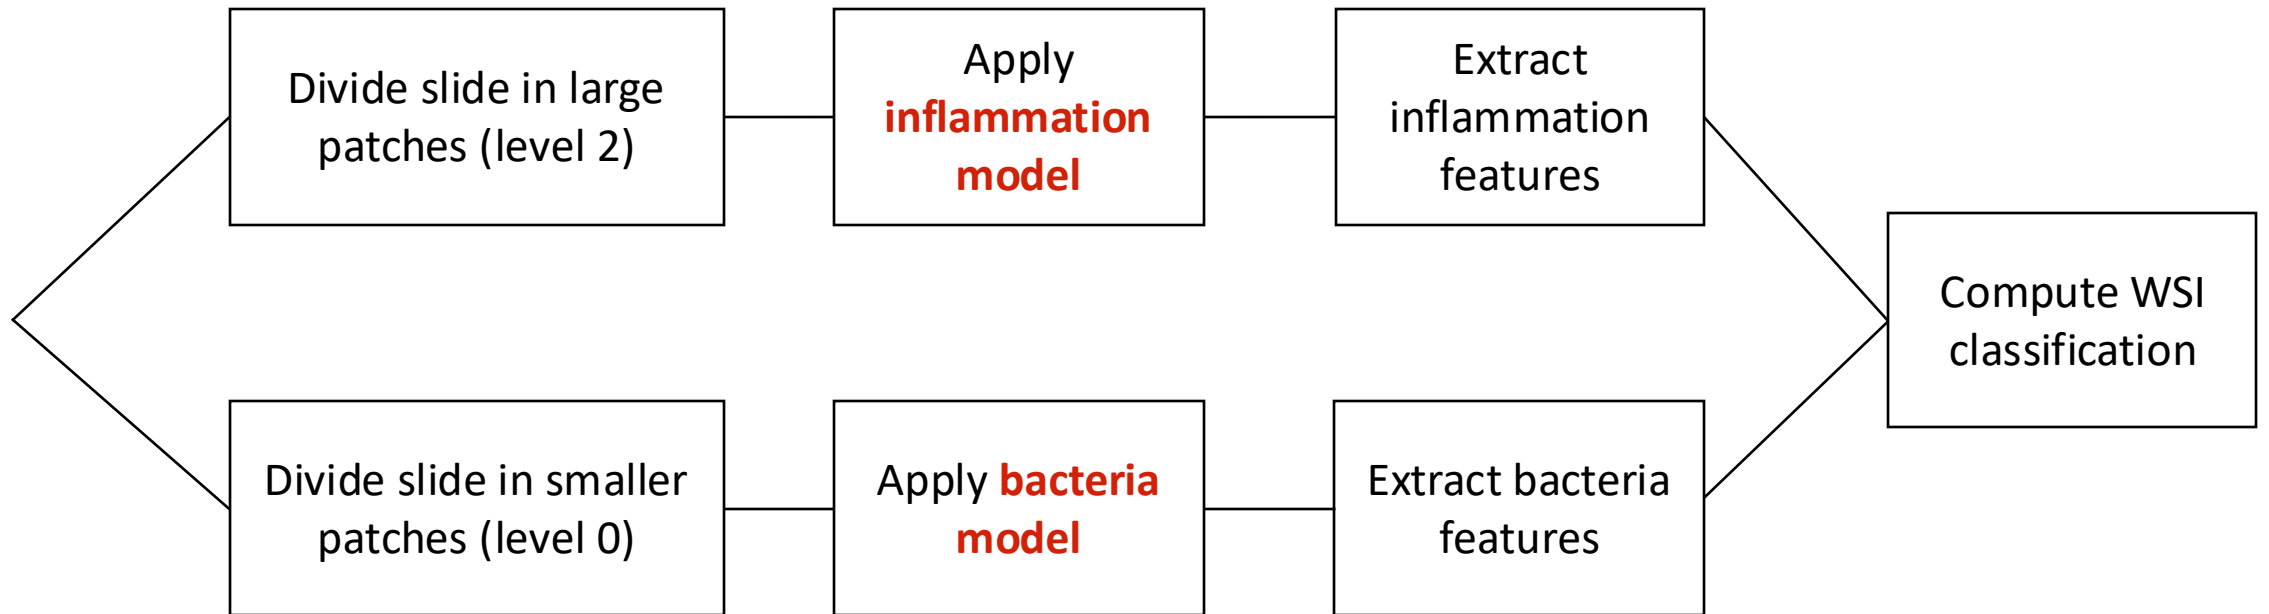 Divide slide in large
patches (level 2)
Apply
inflammation
model
Extract
inflammation
features
Compute WSI
classification
Divide slide in smaller
patches (level 0)
Apply bacteria
model
Extract bacteria
features